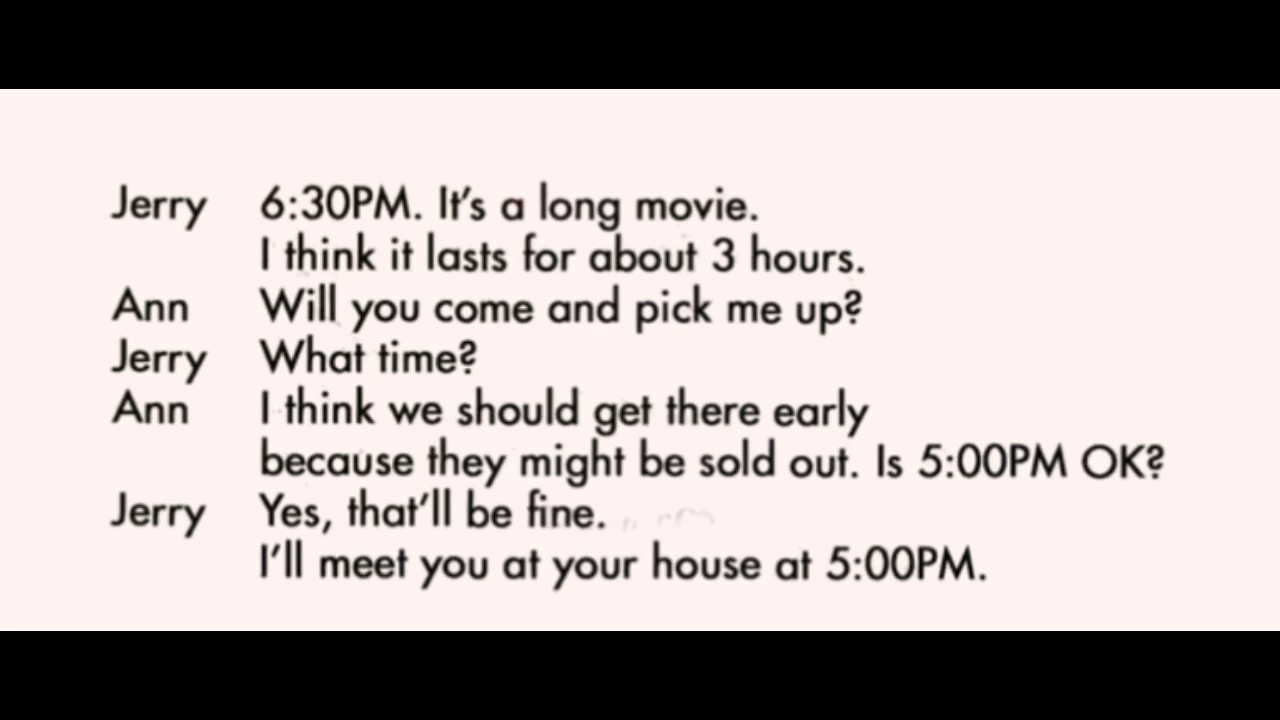 Jerry 6:30PM. It's a long movie.
I think it lasts for about 3 hours.
Ann Will you come and pick me up?
Jerry What time?
Ann I think we should get there early
because they might be sold out. Is 5:00PM OK?
Jerry Yes, that'll be fine.
I'll meet you at your house at 5:00PM.